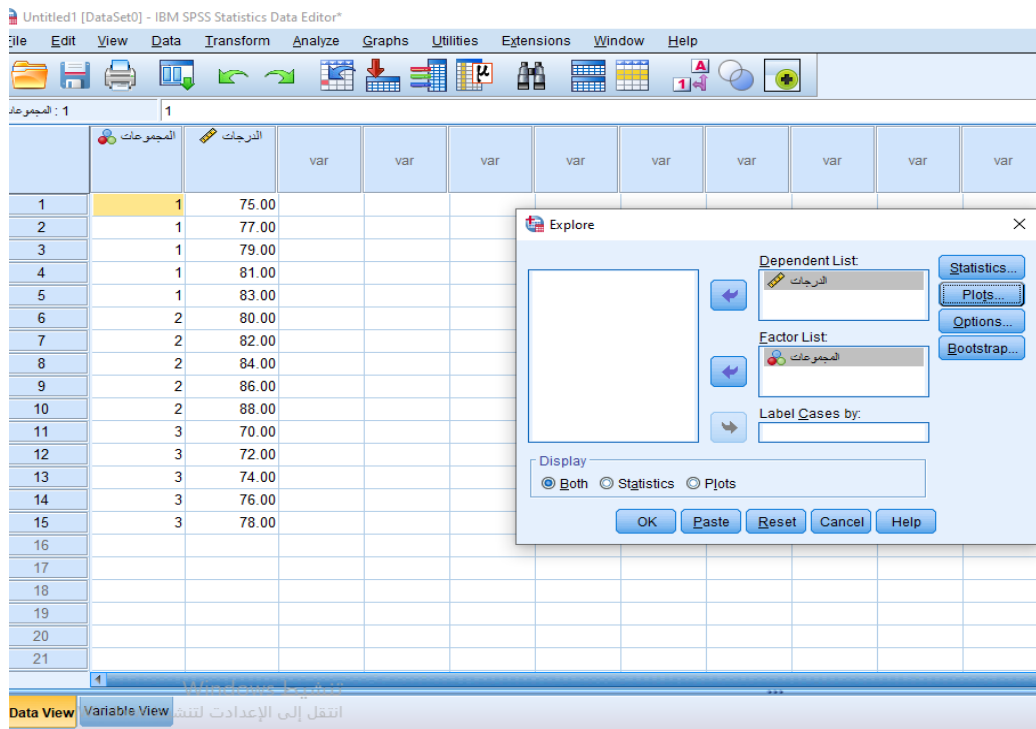 Untitled1 [DataSet0] - IBM SPSS Statistics Data Editor*
File Edit View Data Transform Analyze Graphs Utilities Extensions Window Help
1 : المجموعات 1
المجموعات الدرجات var var var var var var var var var
1 1 75.00
2 1 77.00
3 1 79.00
4 1 81.00
5 1 83.00
6 2 80.00
7 2 82.00
8 2 84.00
9 2 86.00
10 2 88.00
11 3 70.00
12 3 72.00
13 3 74.00
14 3 76.00
15 3 78.00
16
17
18
19
20
21
Explore
Dependent List:
الدرجات
Factor List:
المجموعات
Label Cases by:
Statistics...
Plots...
Options...
Bootstrap...
Display
Both Statistics Plots
OK Paste Reset Cancel Help
تنشيط Windows
انتقل إلى الإعدادت
Data View Variable View